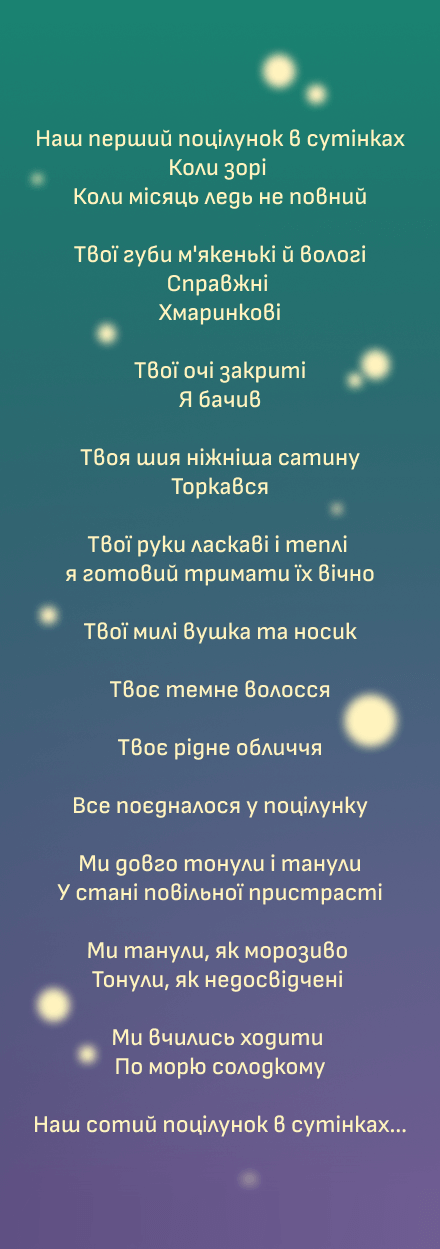 Наш перший поцілунок в сутінках
Коли зорі
Коли місяць ледь не повний
Твої губи м'якенькі й вологі
Справжні
Хмаринкові
Твої очі закриті
Я бачив
Твоя шия ніжніша сатину
Торкався
Твої руки ласкаві і теплі
я готовий тримати їх вічно
Твої милі вушка та носик
Твоє темне волосся
Твоє рідне обличчя
Все поєдналося у поцілунку
Ми довго тонули і танули
У стані повільної пристрасті
Ми танули, як морозиво
Тонули, як недосвідчені
Ми вчились ходити
По морю солодкому
Наш сотий поцілунок в сутінках...